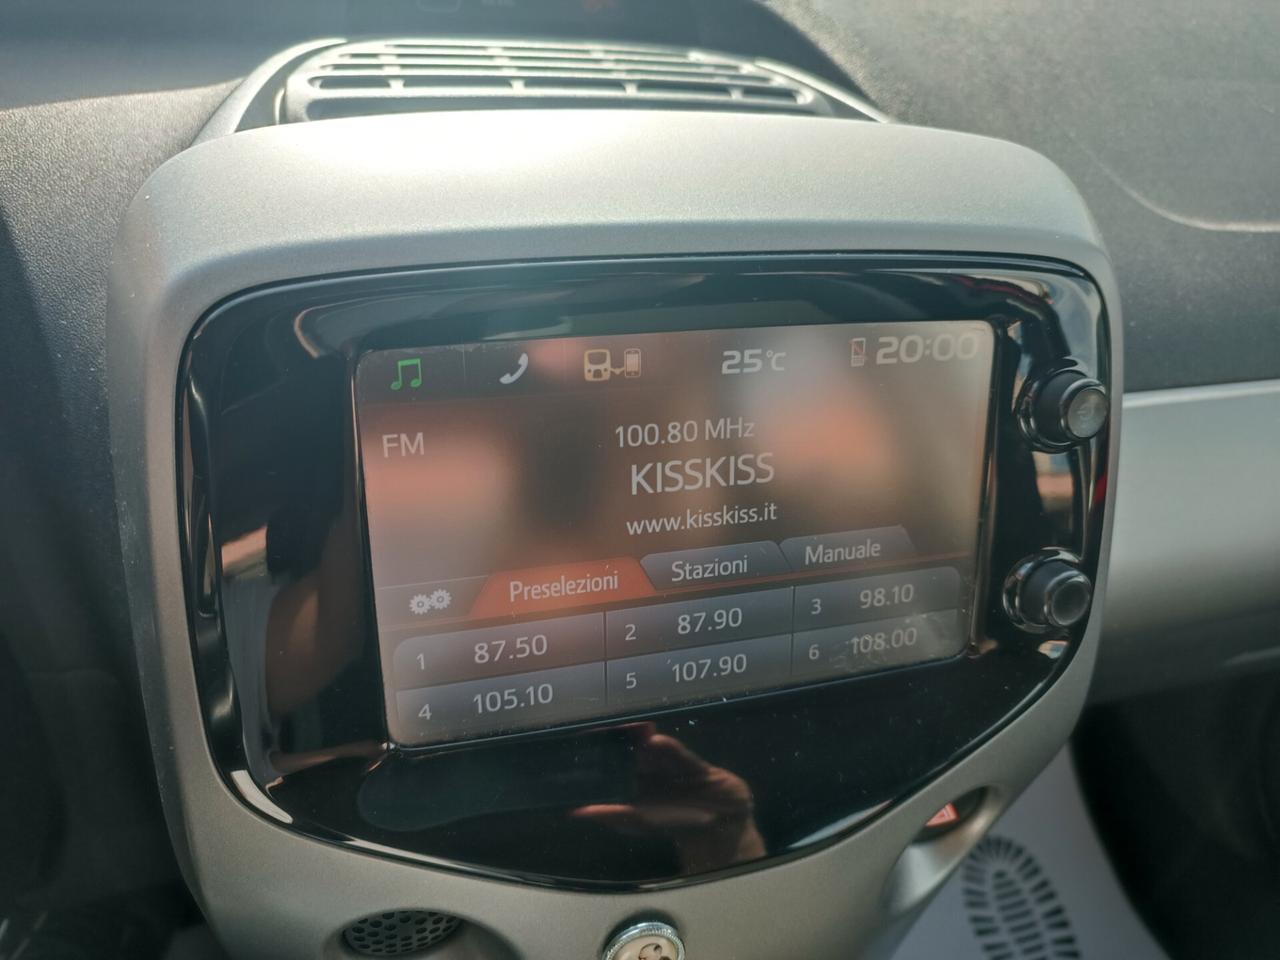 25°C 20:00
FM 100.80 MHz
KISSKISS
www.kisskiss.it
Preselezioni Stazioni Manuale
1 87.50 2 87.90 3 98.10
4 105.10 5 107.90 6 108.00